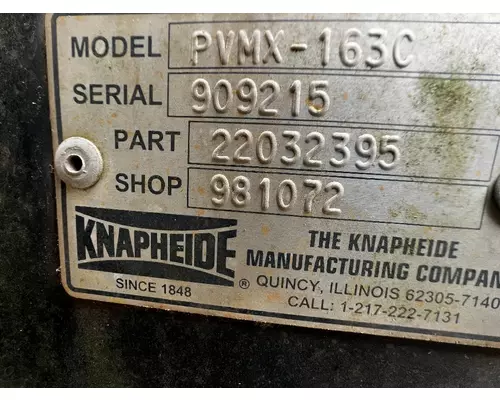 MODEL PVMX-163C
SERIAL 909215
PART 22032395
SHOP 981072
KNAPHEIDE
SINCE 1848
®
THE KNAPHEIDE
MANUFACTURING COMPAN
QUINCY, ILLINOIS 62305-7140
CALL: 1-217-222-7131